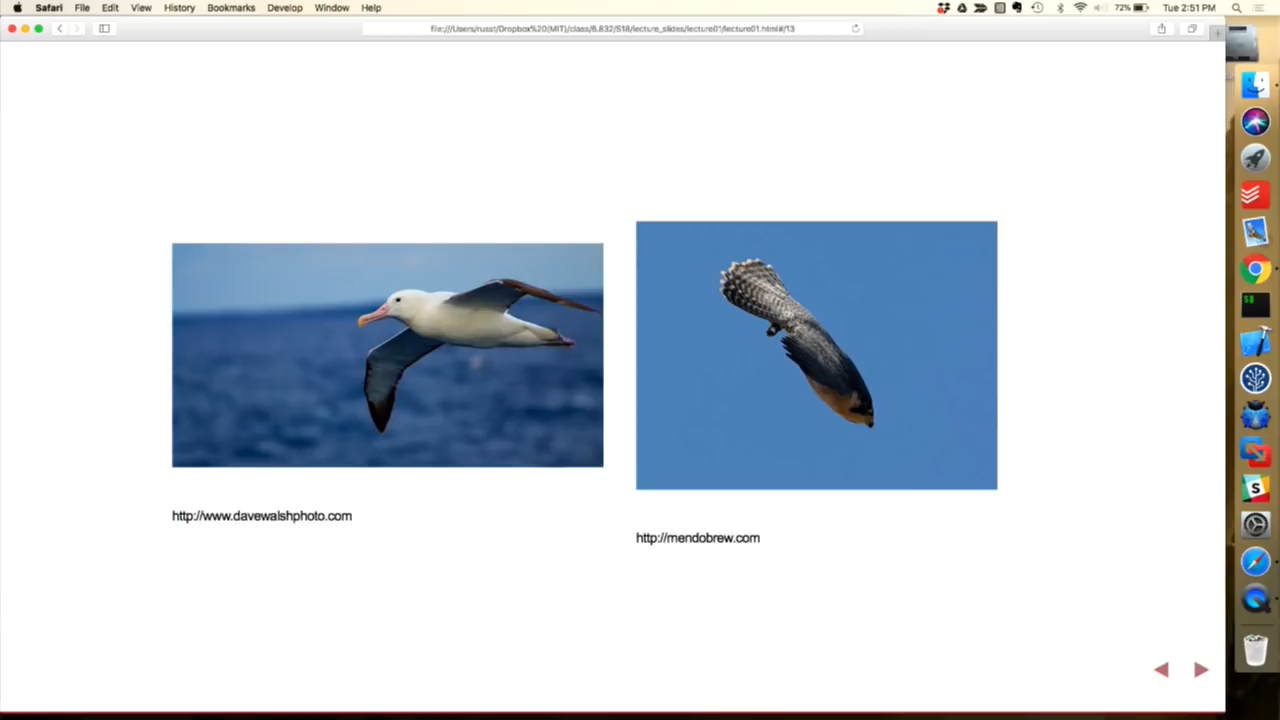 Safari File Edit View History Bookmarks Develop Window Help
72% Tue 2:51 PM
file:///Users/russt/Dropbox%20(MIT)/class/6.832/S18/lecture_slides/lecture01/lecture01.html#/13
http://www.davewalshphoto.com
http://mendobrew.com